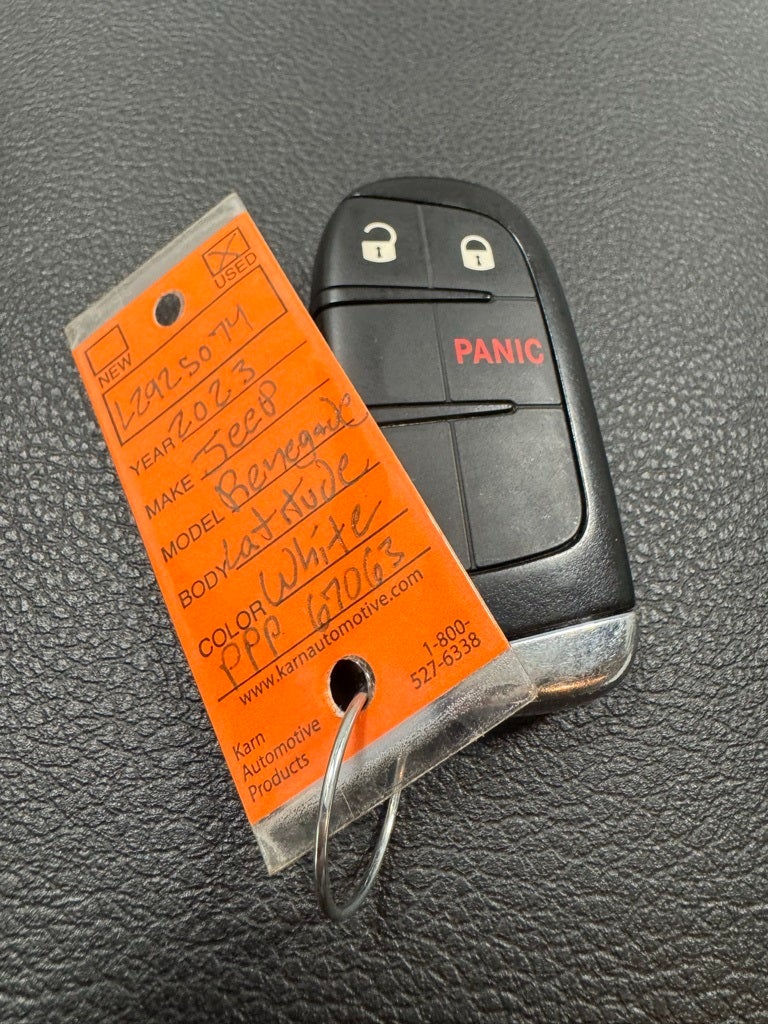 NEW
USED
L292S074
YEAR 2023
MAKE Jeep
MODEL Renegade
BODY Latitude
COLOR White
PPP 67063
www.karnautomotive.com
Karn
Automotive
Products
1-800-
527-6338
PANIC